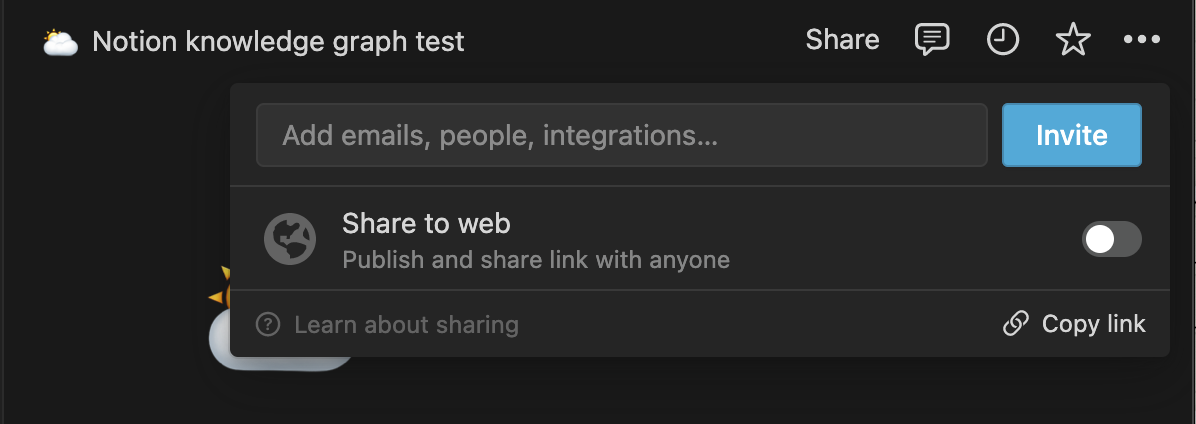 Notion knowledge graph test
Share
Add emails, people, integrations...
Invite
Share to web
Publish and share link with anyone
? Learn about sharing
Copy link